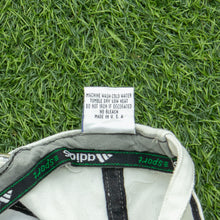 MACHINE WASH COLD WATER
TUMBLE DRY LOW HEAT
DO NOT IRON IF DECORATED
NO BLEACH
MADE IN U.S.A
adidas
sport
adidas